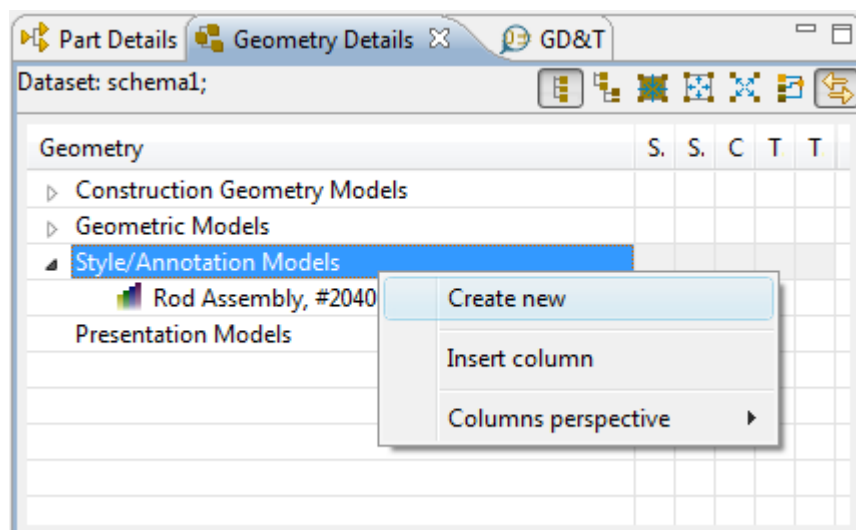 Part Details Geometry Details GD&T
Dataset: schema1;
Geometry S. S. C T T
Construction Geometry Models
Geometric Models
Style/Annotation Models
Rod Assembly, #2040
Presentation Models
Create new
Insert column
Columns perspective